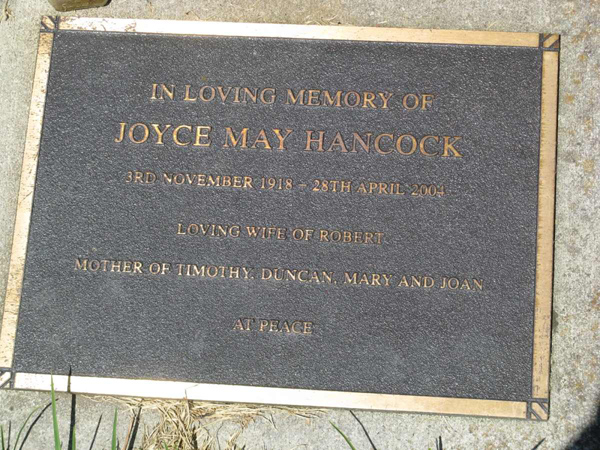 IN LOVING MEMORY OF
JOYCE MAY HANCOCK
3RD NOVEMBER 1918 - 28TH APRIL 2004
LOVING WIFE OF ROBERT
MOTHER OF TIMOTHY, DUNCAN, MARY AND JOAN
AT PEACE